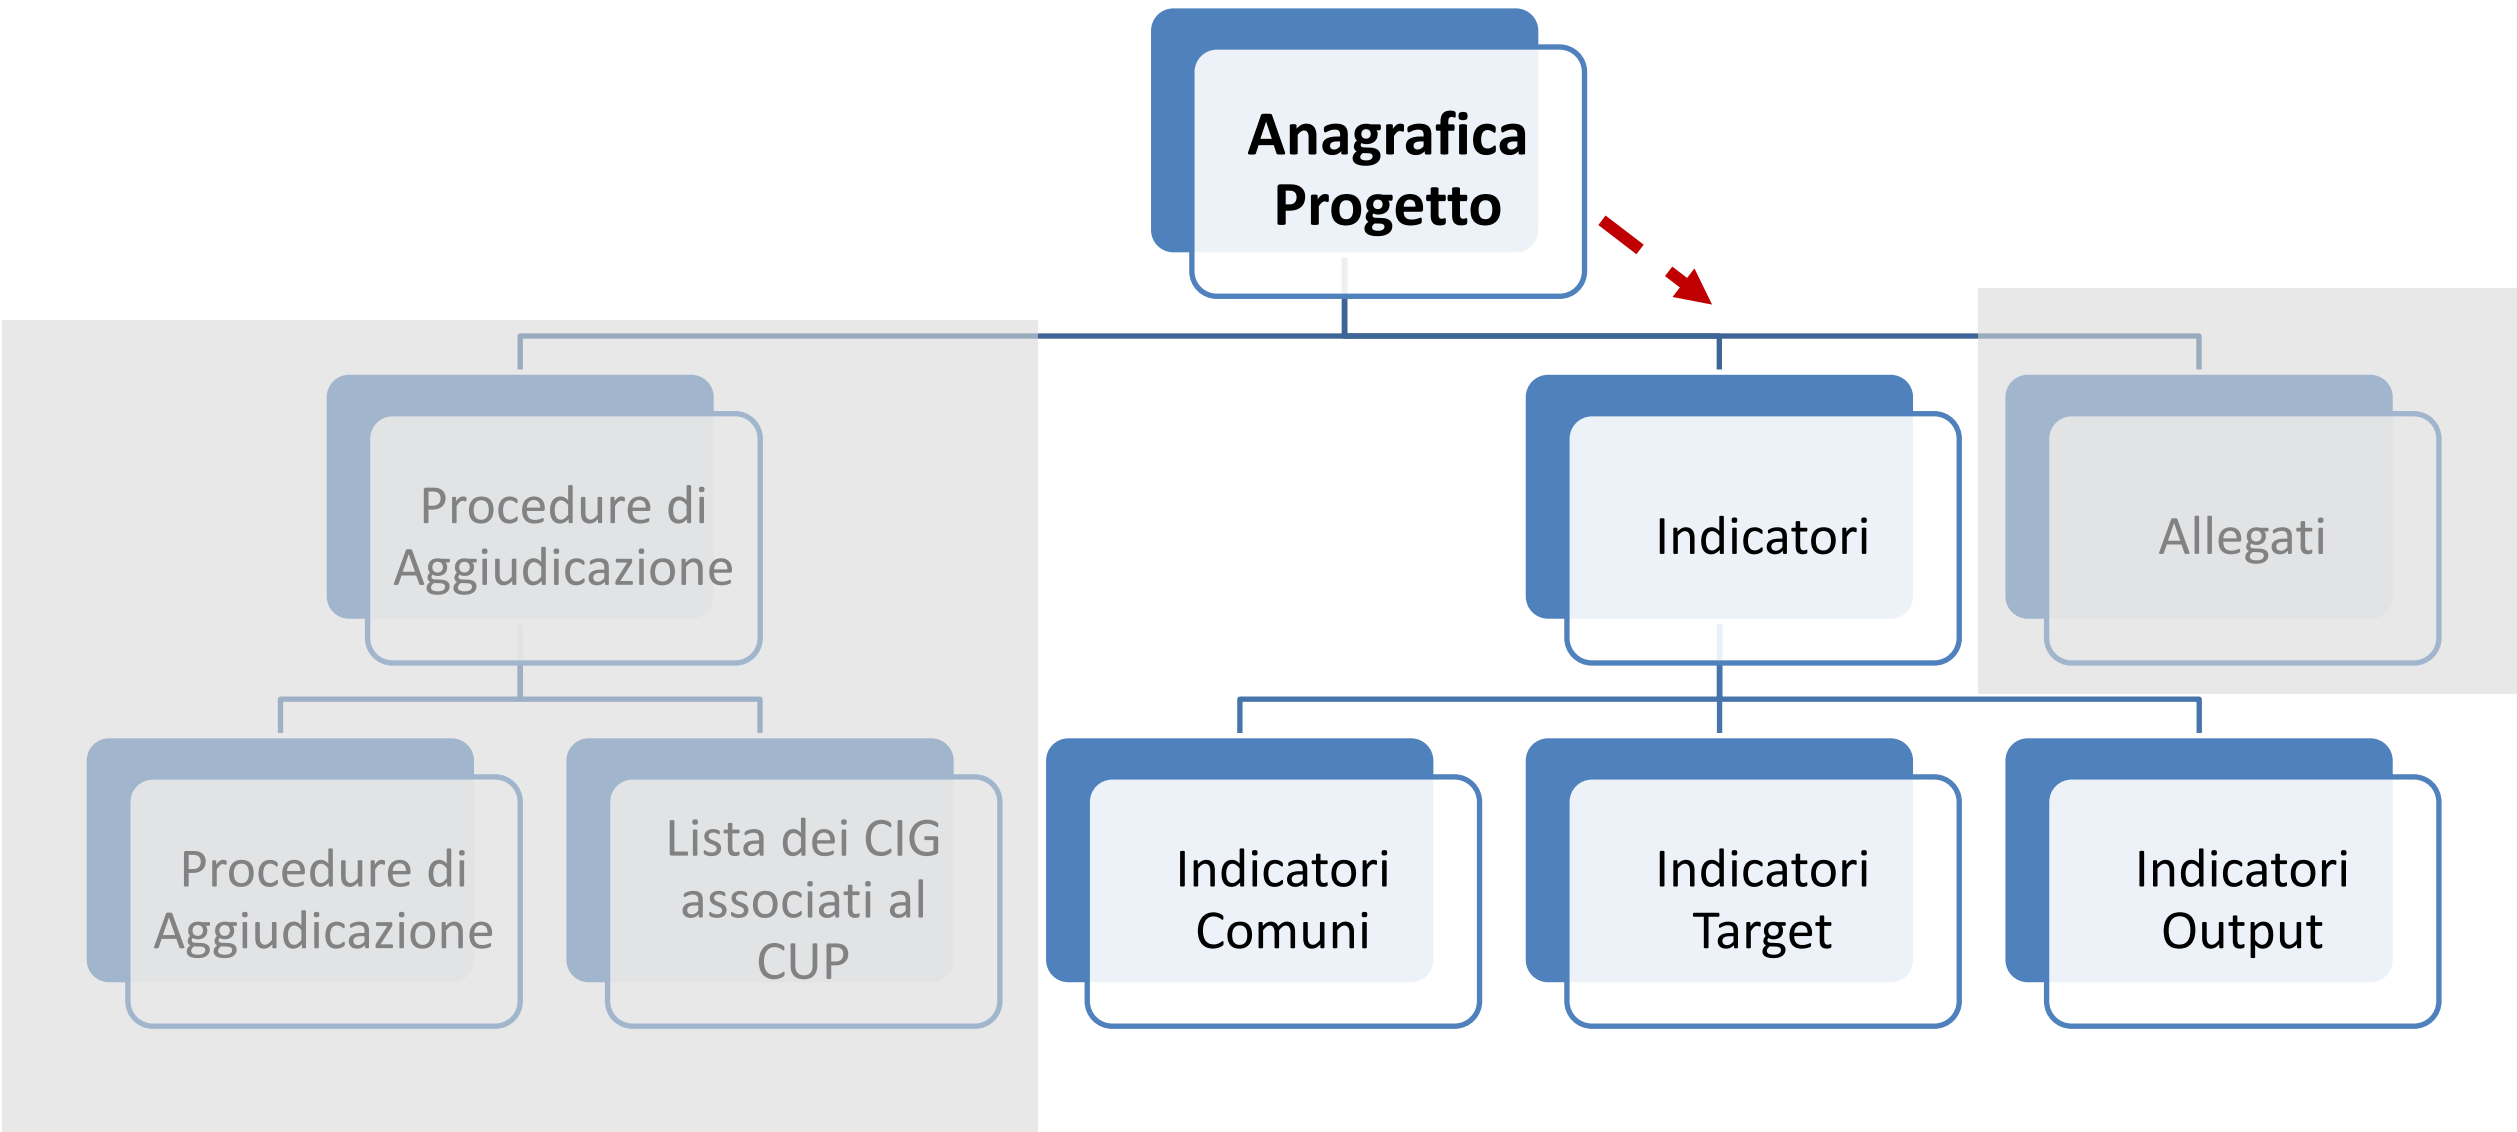 Anagrafica
Progetto
Procedure di
Aggiudicazione
Indicatori
Allegati
Procedure di
Aggiudicazione
Lista dei CIG
associati al
CUP
Indicatori
Comuni
Indicatori
Target
Indicatori
Output